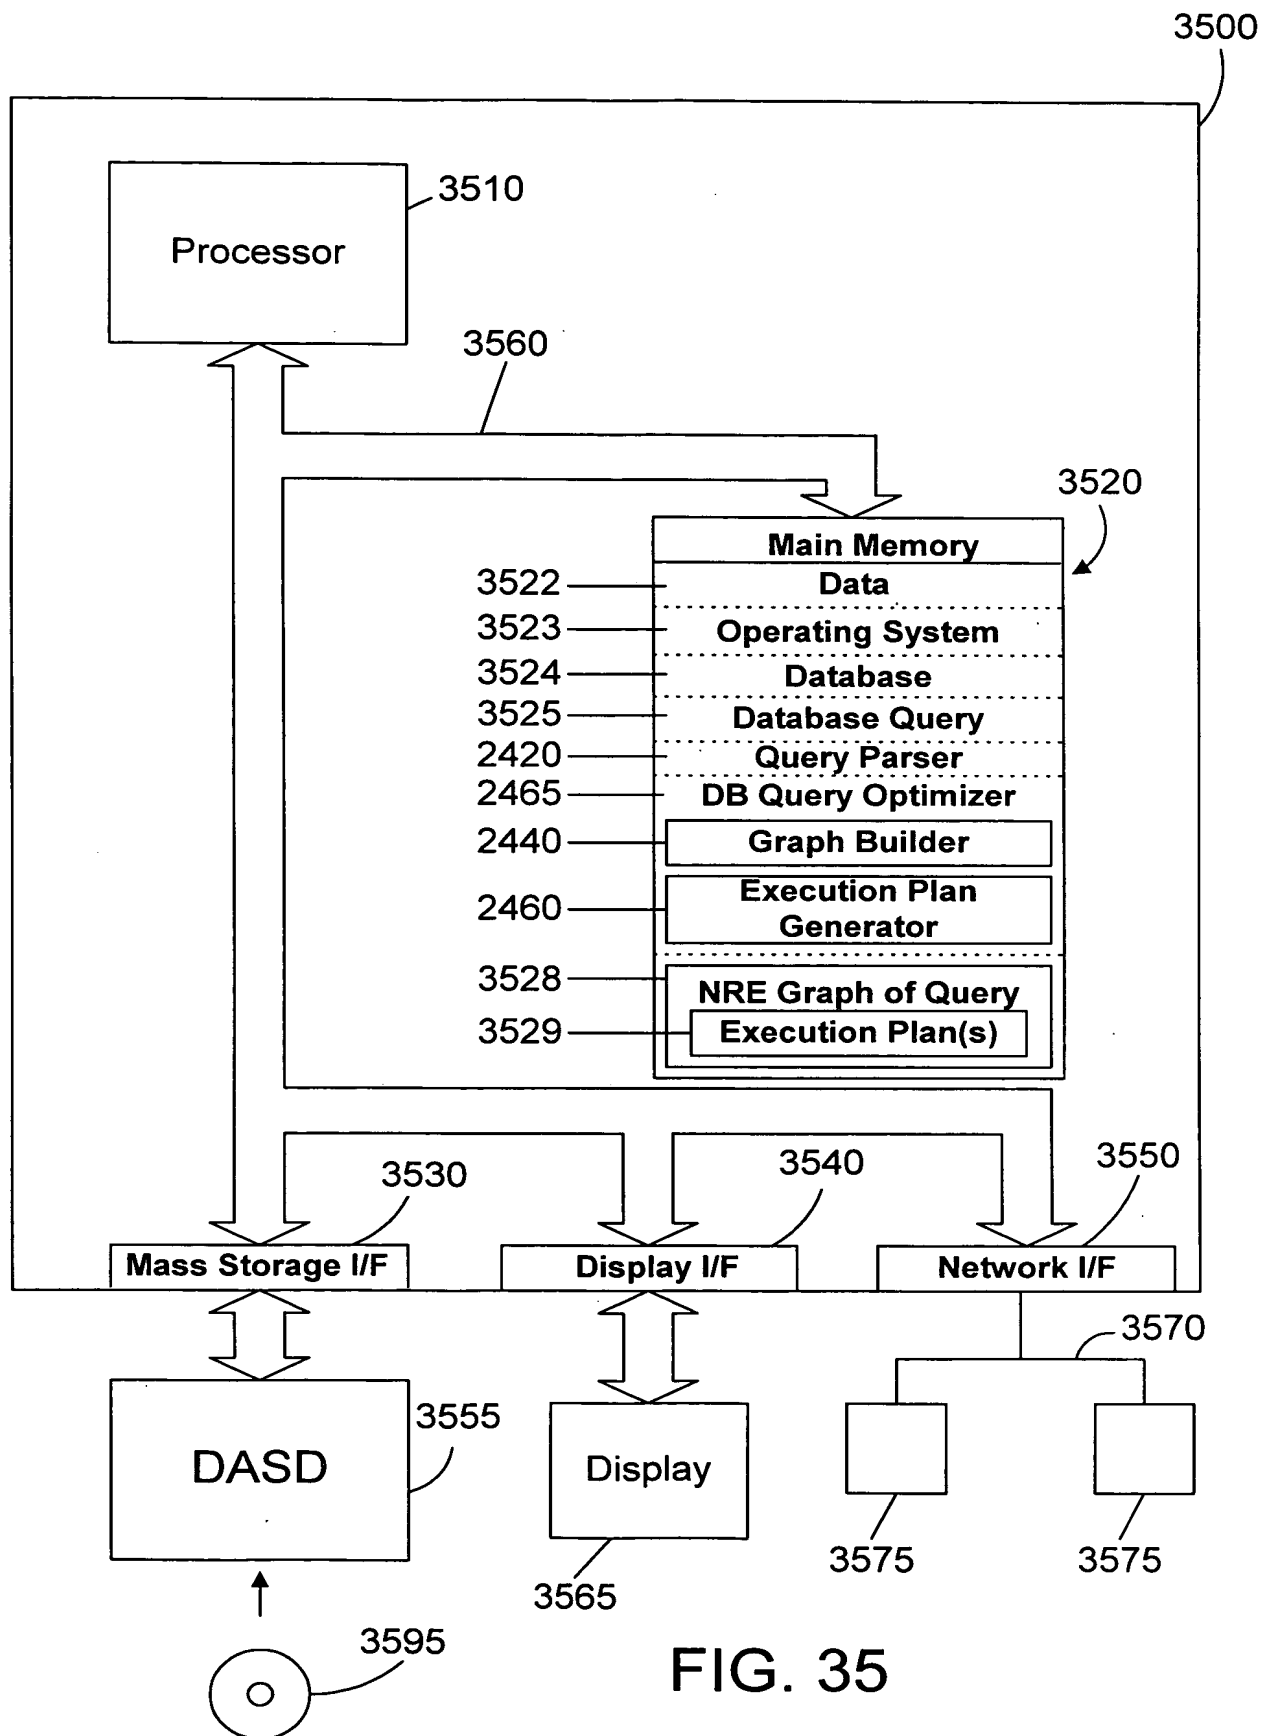 3500
3510
Processor
3560
3520
Main Memory
3522
Data
3523
Operating System
3524
Database
3525
Database Query
2420
Query Parser
2465
DB Query Optimizer
2440
Graph Builder
2460
Execution Plan
Generator
3528
NRE Graph of Query
3529
Execution Plan(s)
3530
3540
3550
Mass Storage I/F
Display I/F
Network I/F
3570
3555
DASD
Display
3575
3575
3565
3595
FIG. 35